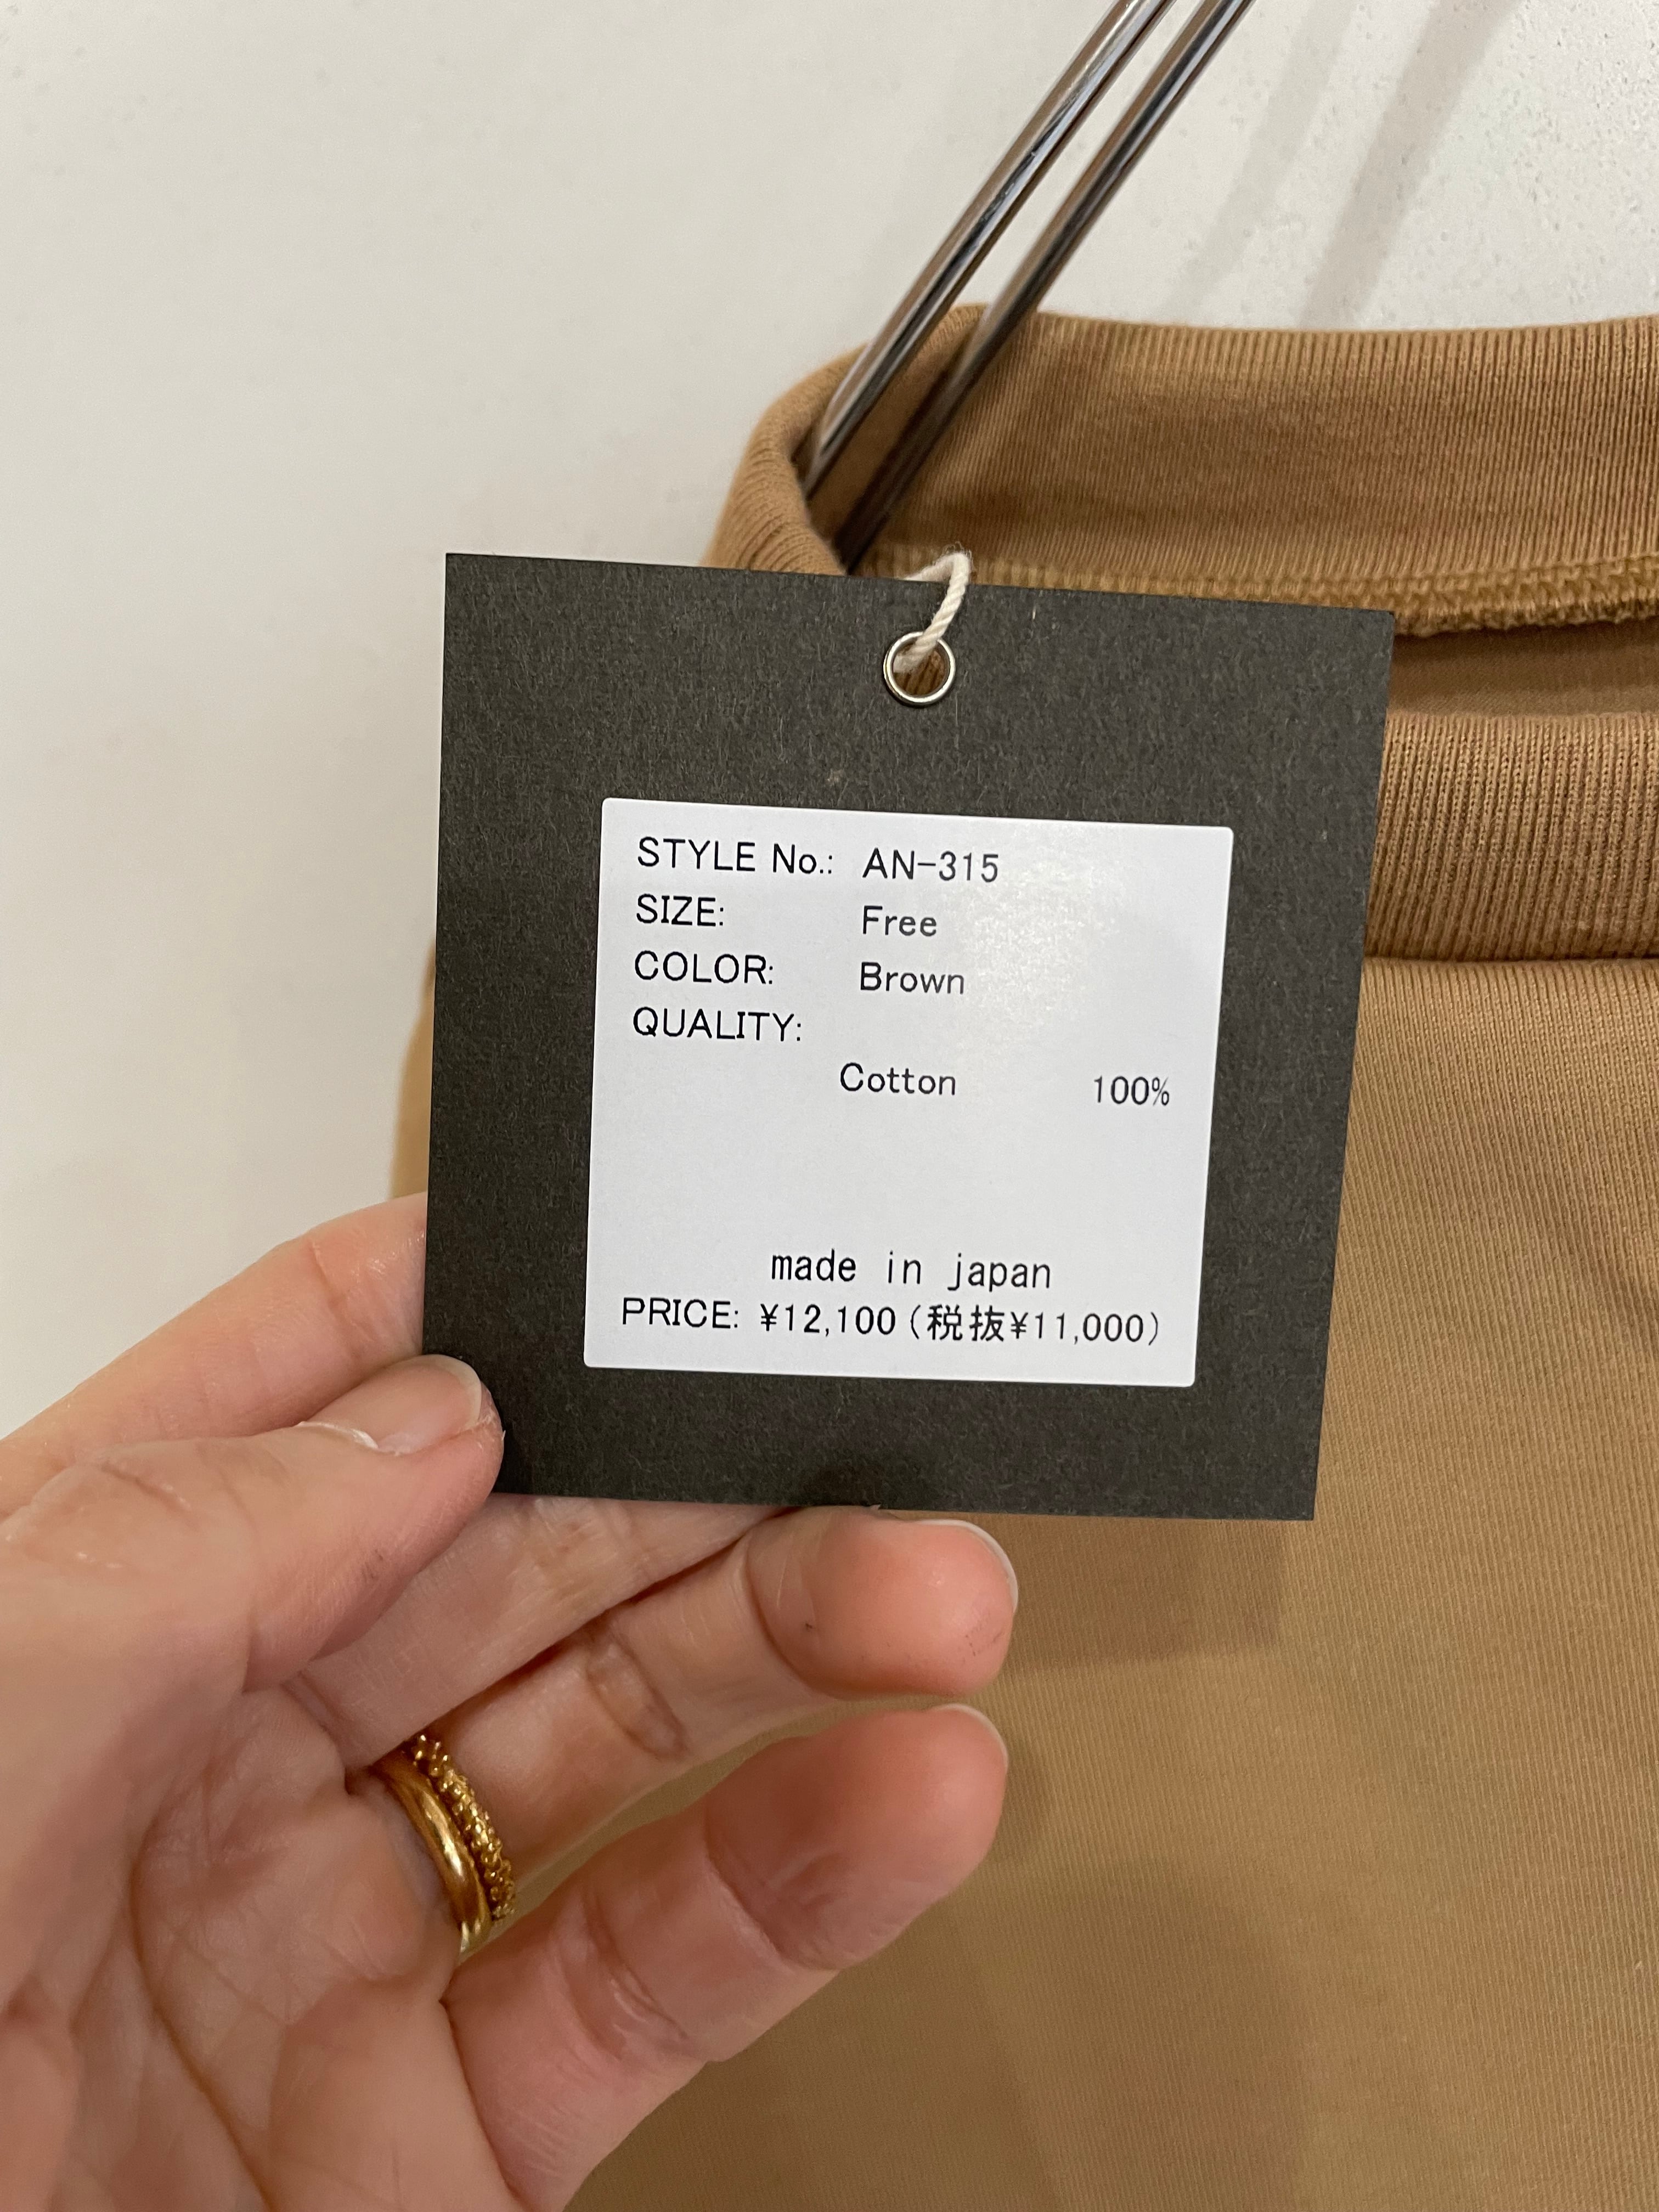 STYLE No.: AN-315
SIZE: Free
COLOR: Brown
QUALITY:
Cotton 100%
made in japan
PRICE: ¥12,100(税抜¥11,000)